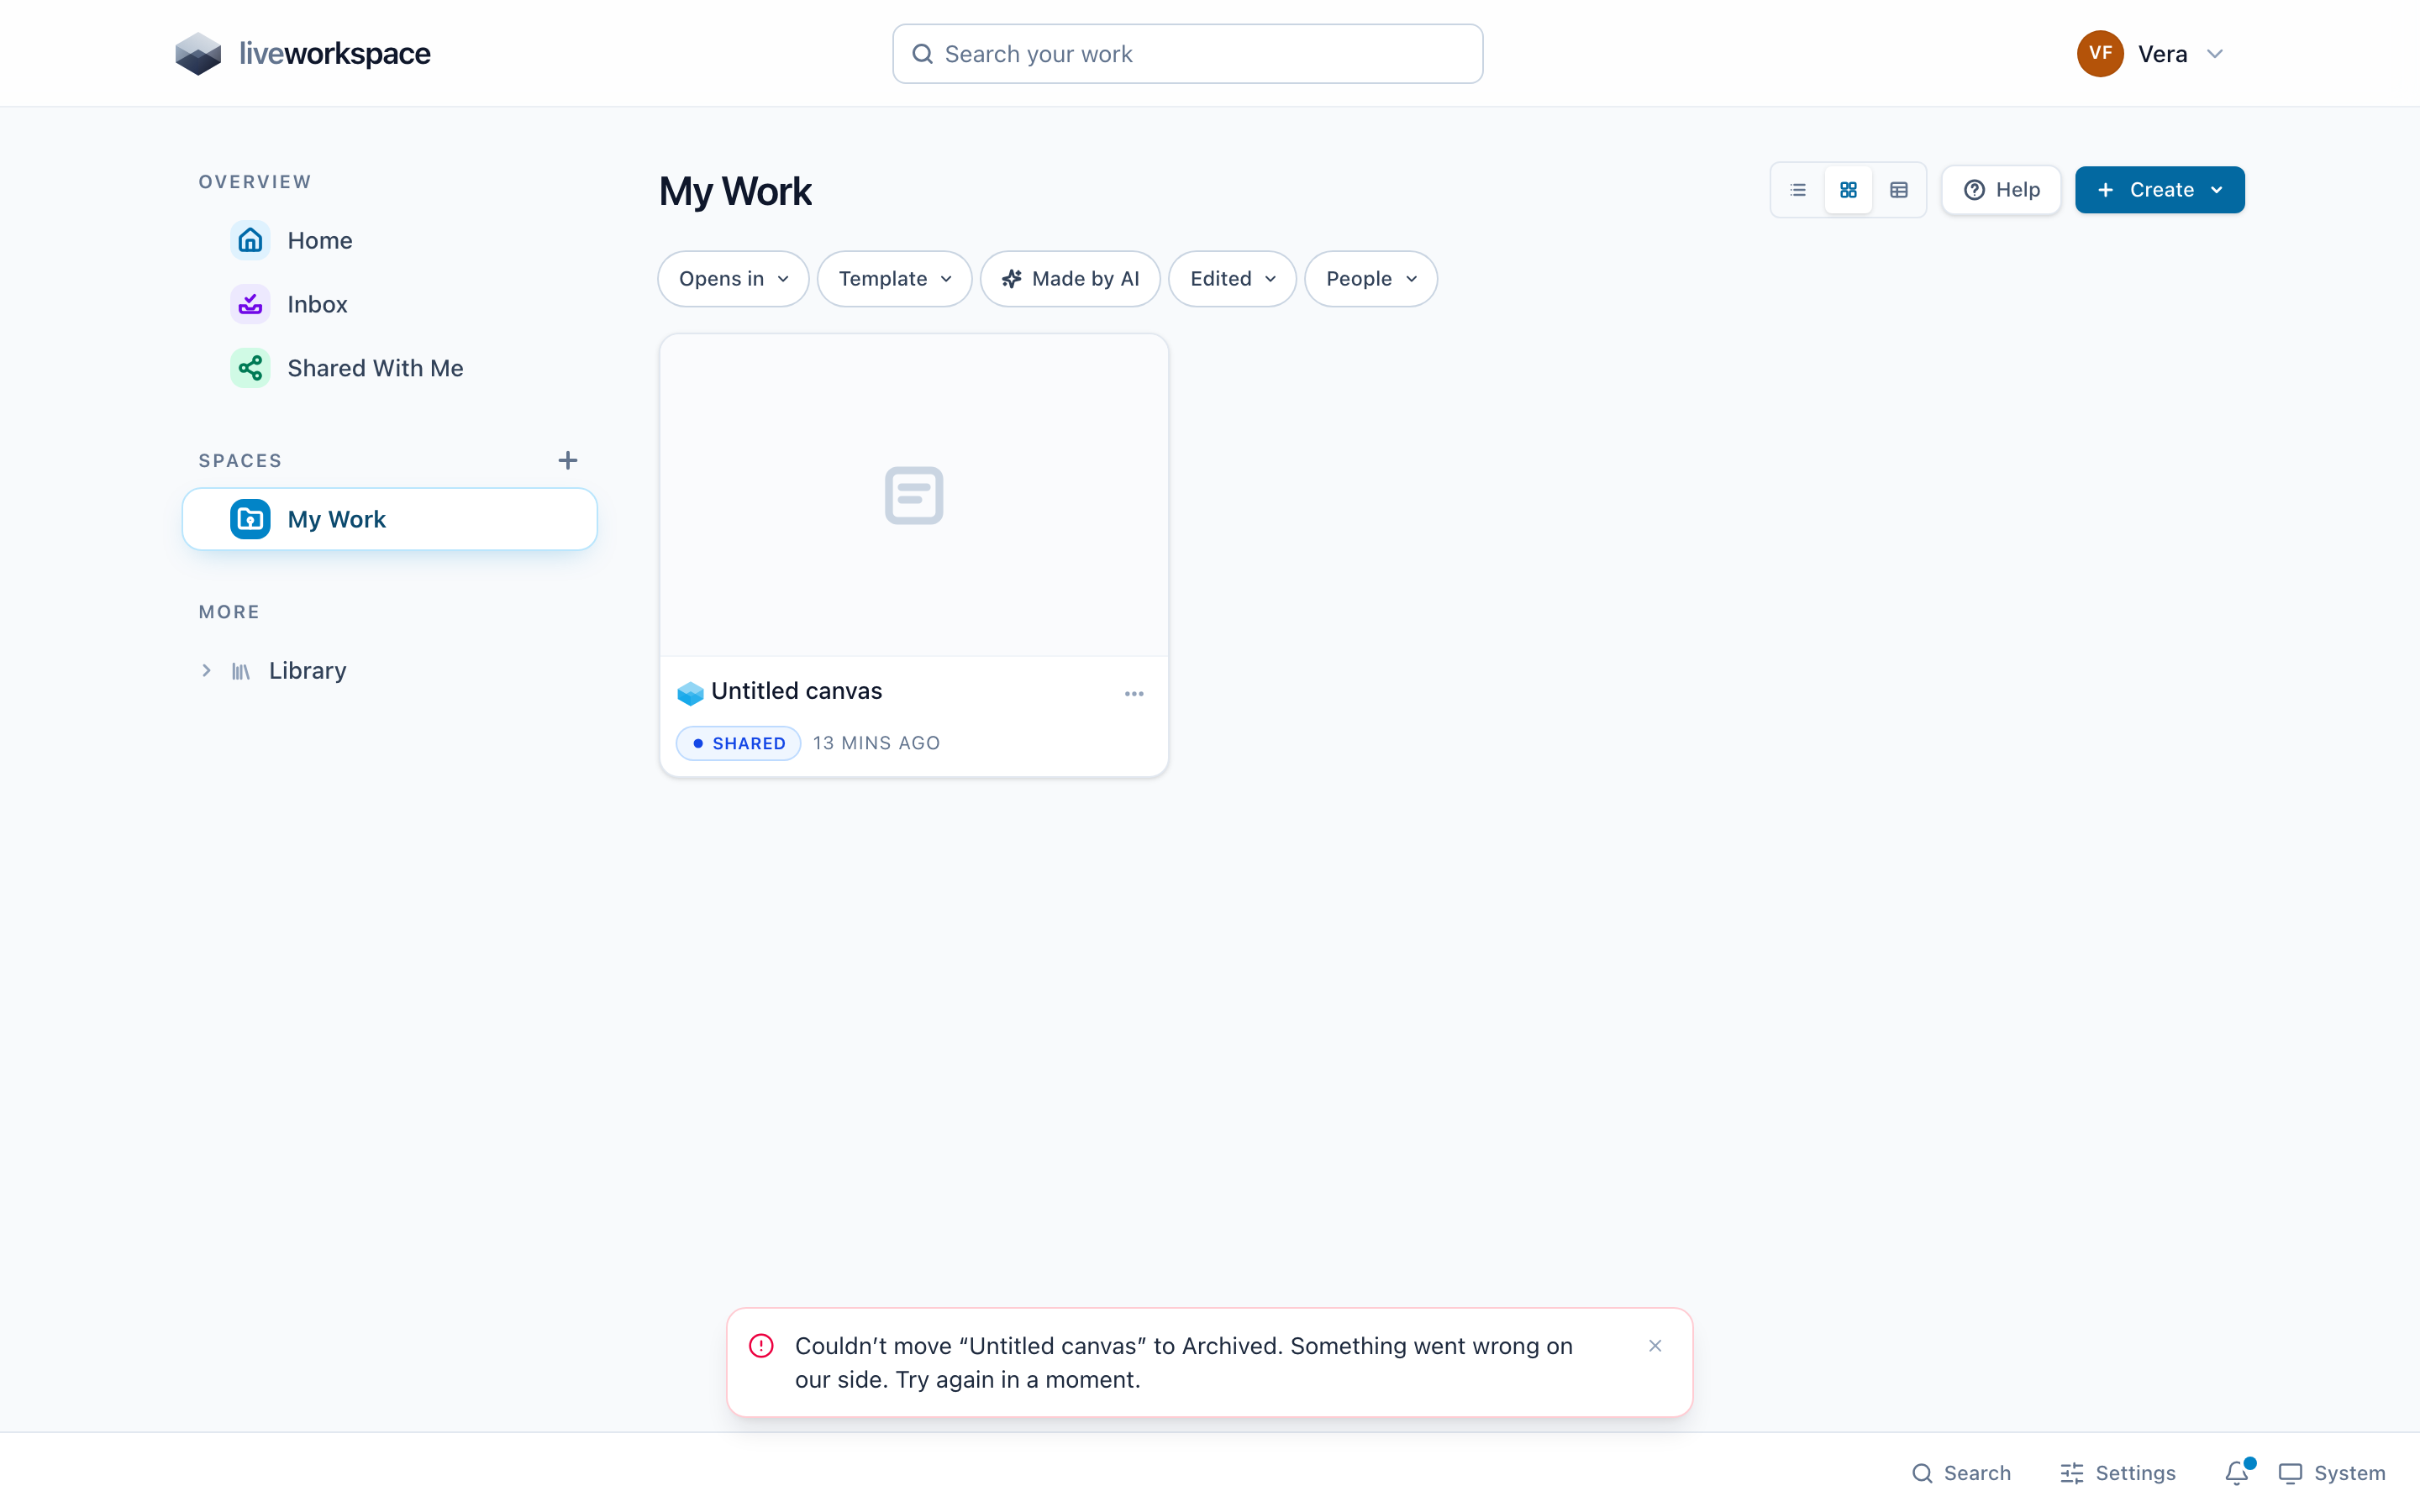 liveworkspace
Search your work
VF
Vera
OVERVIEW
Home
Inbox
Shared With Me
SPACES
My Work
MORE
Library
My Work
Help
Create
Opens in
Template
Made by AI
Edited
People
Untitled canvas
SHARED
13 MINS AGO
Couldn’t move “Untitled canvas” to Archived. Something went wrong on
our side. Try again in a moment.
Search
Settings
System